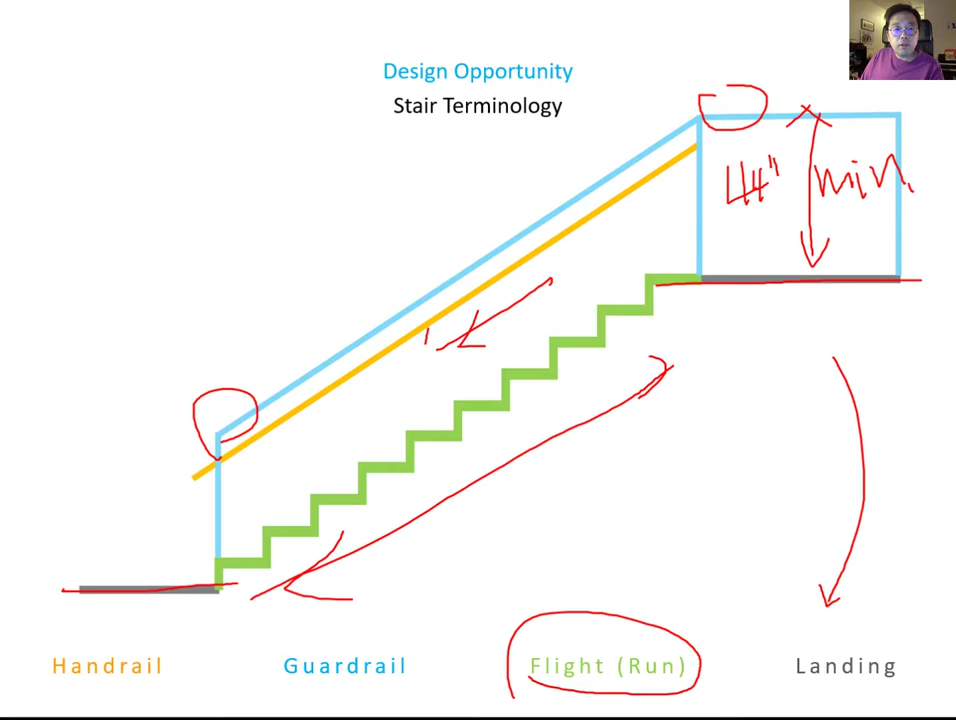 Design Opportunity
Stair Terminology
44" min.
Handrail Guardrail Flight (Run) Landing